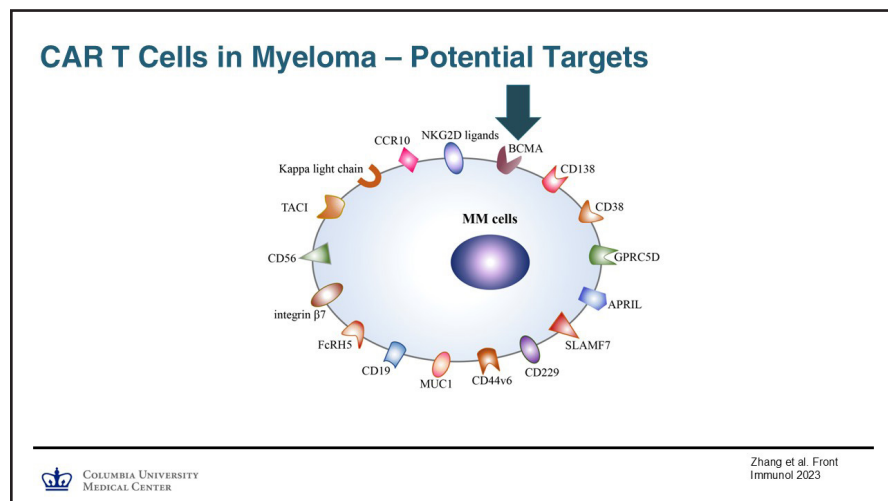 CAR T Cells in Myeloma – Potential Targets
NKG2D ligands
CCR10
BCMA
Kappa light chain
CD138
TACI
CD38
MM cells
CD56
GPRC5D
integrin β7
APRIL
FcRH5
SLAMF7
CD19
CD229
MUC1
CD44v6
COLUMBIA UNIVERSITY
MEDICAL CENTER
Zhang et al. Front
Immunol 2023